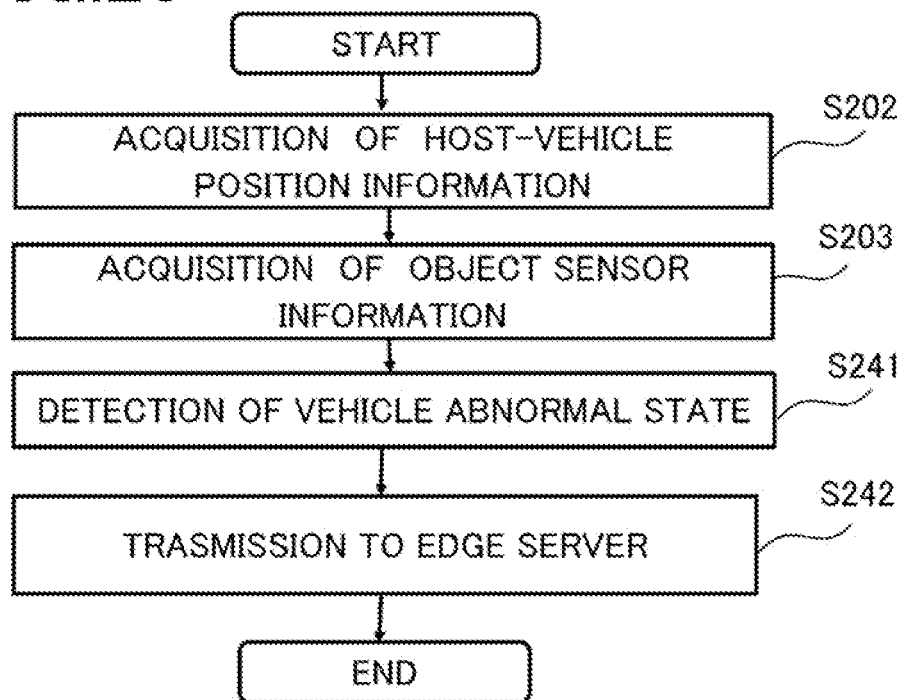 START
S202
ACQUISITION OF HOST-VEHICLE
POSITION INFORMATION
S203
ACQUISITION OF OBJECT SENSOR
INFORMATION
S241
DETECTION OF VEHICLE ABNORMAL STATE
S242
TRASMISSION TO EDGE SERVER
END